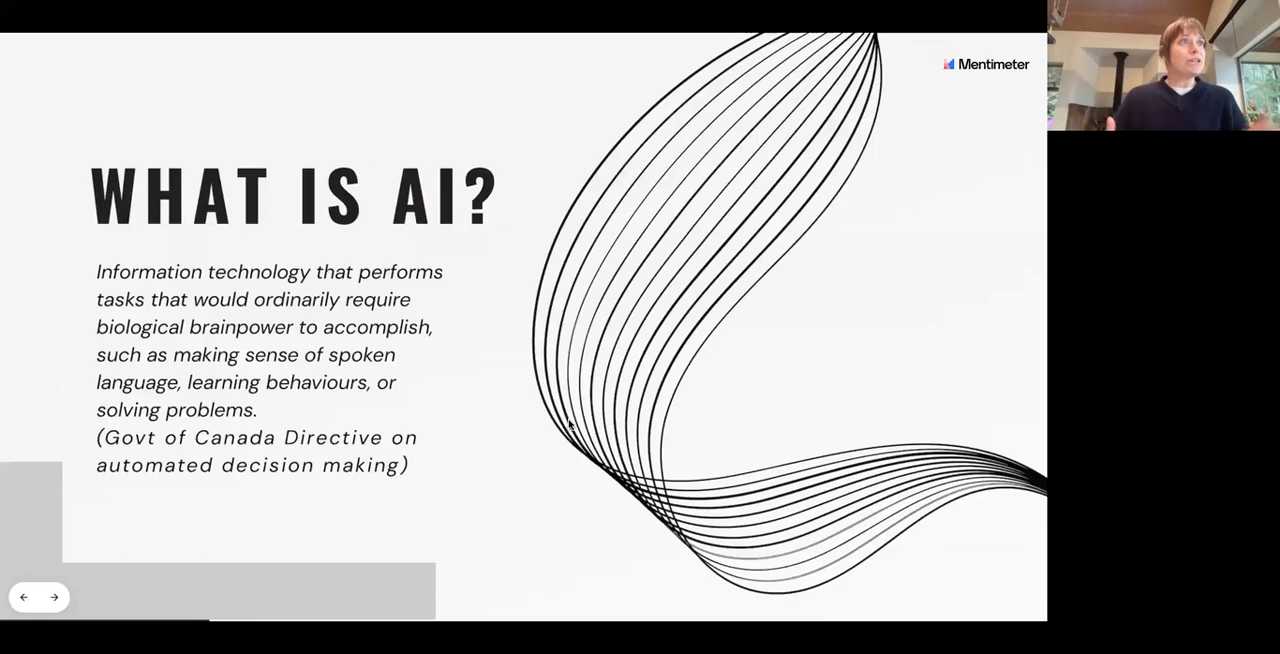 Mentimeter
WHAT IS AI?
Information technology that performs
tasks that would ordinarily require
biological brainpower to accomplish,
such as making sense of spoken
language, learning behaviours, or
solving problems.
(Govt of Canada Directive on
automated decision making)